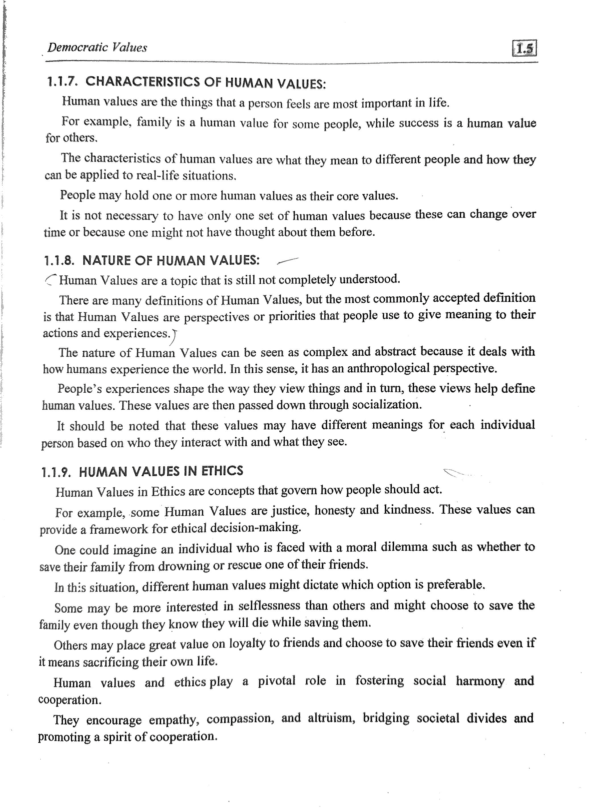 Democratic Values 1.5
1.1.7. CHARACTERISTICS OF HUMAN VALUES:
Human values are the things that a person feels are most important in life.
For example, family is a human value for some people, while success is a human value
for others.
The characteristics of human values are what they mean to different people and how they
can be applied to real-life situations.
People may hold one or more human values as their core values.
It is not necessary to have only one set of human values because these can change over
time or because one might not have thought about them before.
1.1.8. NATURE OF HUMAN VALUES:
Human Values are a topic that is still not completely understood.
There are many definitions of Human Values, but the most commonly accepted definition
is that Human Values are perspectives or priorities that people use to give meaning to their
actions and experiences.
The nature of Human Values can be seen as complex and abstract because it deals with
how humans experience the world. In this sense, it has an anthropological perspective.
People's experiences shape the way they view things and in turn, these views help define
human values. These values are then passed down through socialization.
It should be noted that these values may have different meanings for each individual
person based on who they interact with and what they see.
1.1.9. HUMAN VALUES IN ETHICS
Human Values in Ethics are concepts that govern how people should act.
For example, some Human Values are justice, honesty and kindness. These values can
provide a framework for ethical decision-making.
One could imagine an individual who is faced with a moral dilemma such as whether to
save their family from drowning or rescue one of their friends.
In this situation, different human values might dictate which option is preferable.
Some may be more interested in selflessness than others and might choose to save the
family even though they know they will die while saving them.
Others may place great value on loyalty to friends and choose to save their friends even if
it means sacrificing their own life.
Human values and ethics play a pivotal role in fostering social harmony and
cooperation.
They encourage empathy, compassion, and altruism, bridging societal divides and
promoting a spirit of cooperation.